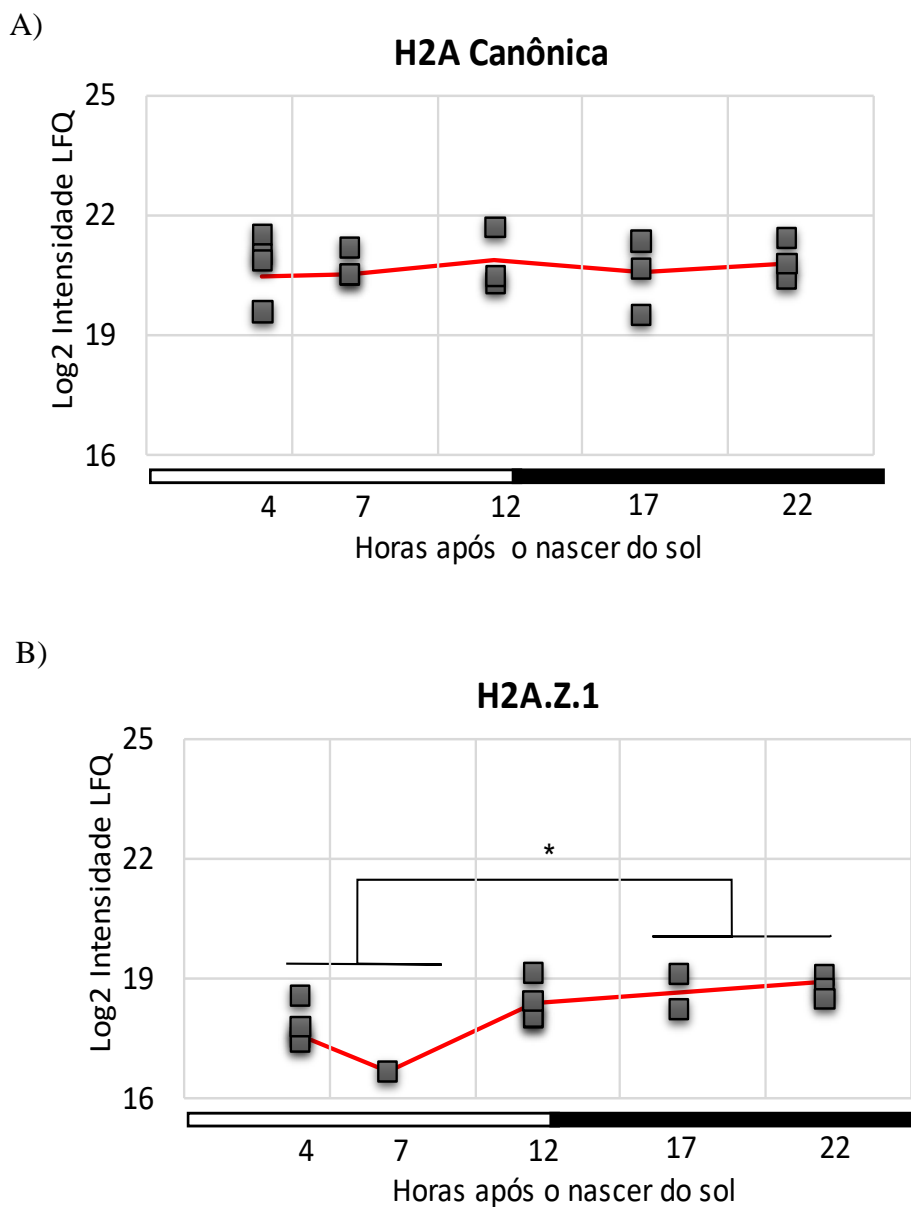 A)
H2A Canônica
Log2 Intensidade LFQ
25
22
19
16
4 7 12 17 22
Horas após o nascer do sol
B)
H2A.Z.1
Log2 Intensidade LFQ
25
22
19
16
*
4 7 12 17 22
Horas após o nascer do sol